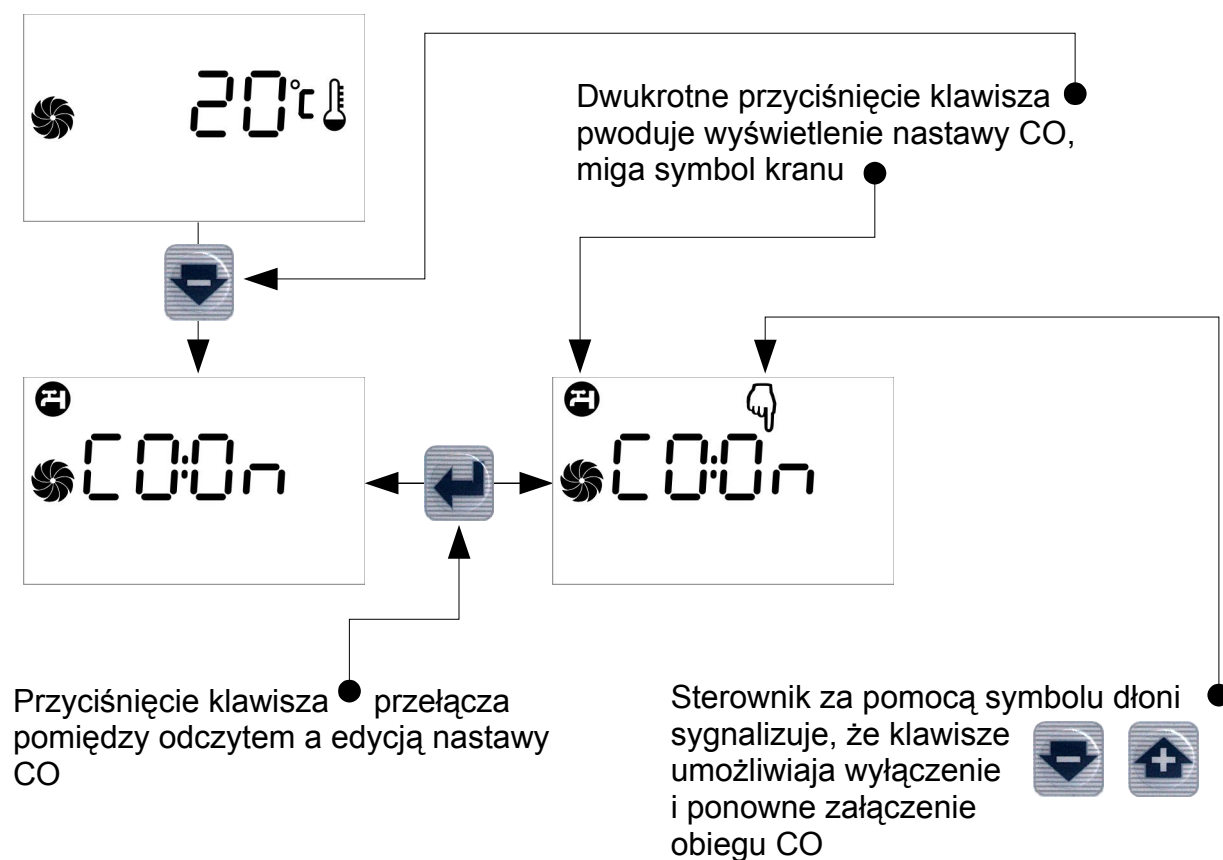 20°C
Dwukrotne przyciśnięcie klawisza
pwoduje wyświetlenie nastawy CO,
miga symbol kranu
CO:On
CO:On
Przyciśnięcie klawisza przełącza
pomiędzy odczytem a edycją nastawy
CO
Sterownik za pomocą symbolu dłoni
sygnalizuje, że klawisze
umożliwiaja wyłączenie
i ponowne załączenie
obiegu CO